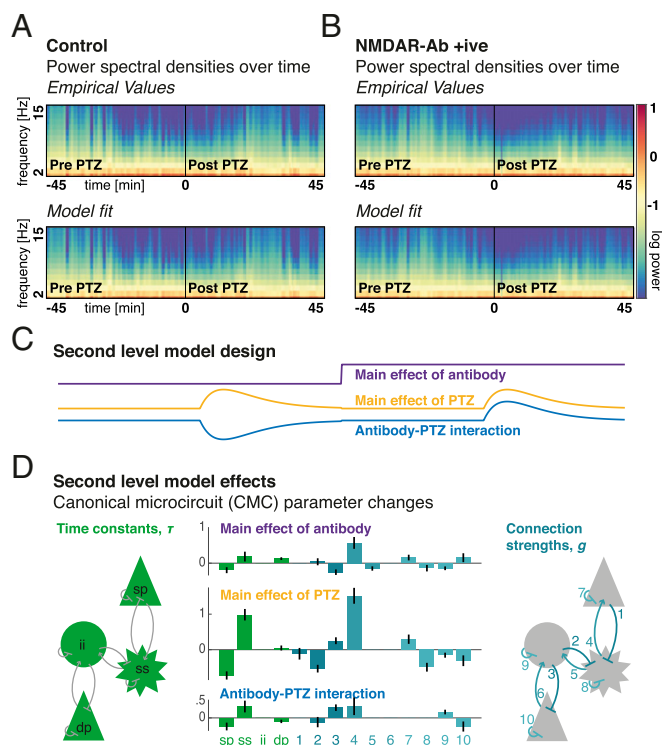 A
Control
Power spectral densities over time
Empirical Values
frequency [Hz]
15
2
Pre PTZ
Post PTZ
-45
time [min]
0
45
Model fit
frequency [Hz]
15
2
Pre PTZ
Post PTZ
-45
time [min]
0
45
B
NMDAR-Ab +ive
Power spectral densities over time
Empirical Values
Pre PTZ
Post PTZ
-45
0
45
Model fit
Pre PTZ
Post PTZ
-45
0
45
1
0
-1
log power
C
Second level model design
Main effect of antibody
Main effect of PTZ
Antibody-PTZ interaction
D
Second level model effects
Canonical microcircuit (CMC) parameter changes
Time constants, τ
sp
ii
ss
dp
1
0
Main effect of antibody
1
0
Main effect of PTZ
.5
0
Antibody-PTZ interaction
sp ss ii dp 1 2 3 4 5 6 7 8 9 10
Connection
strengths, g
7
1
2
4
9
3
5
6
8
10